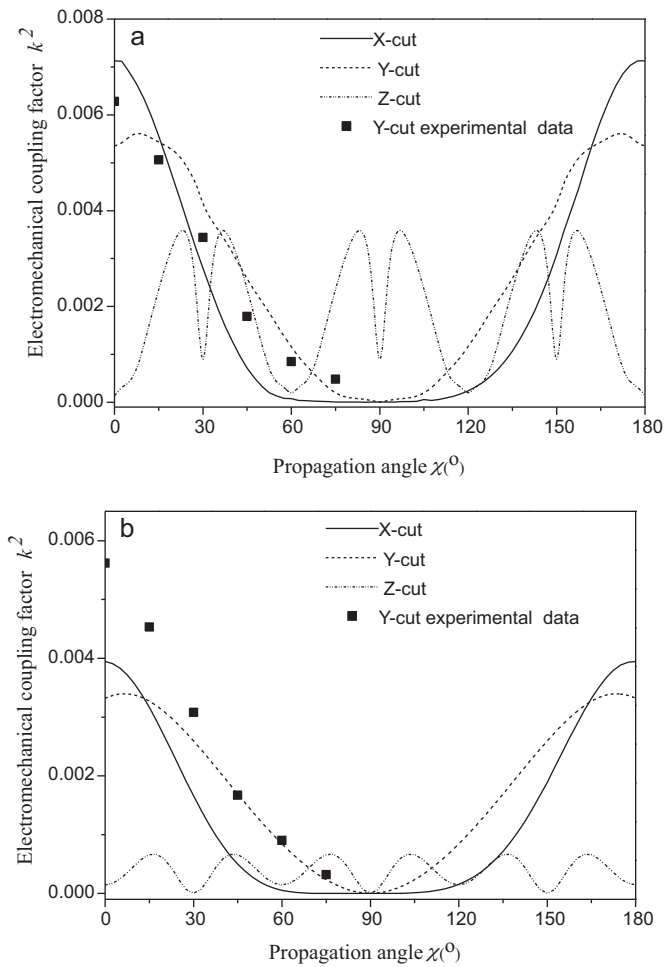 0.008
0.006
0.004
0.002
0.000
Electromechanical coupling factor k²
a
X-cut
Y-cut
Z-cut
Y-cut experimental data
0 30 60 90 120 150 180
Propagation angle χ(°)
b
0.006
0.004
0.002
0.000
Electromechanical coupling factor k²
X-cut
Y-cut
Z-cut
Y-cut experimental data
0 30 60 90 120 150 180
Propagation angle χ(°)